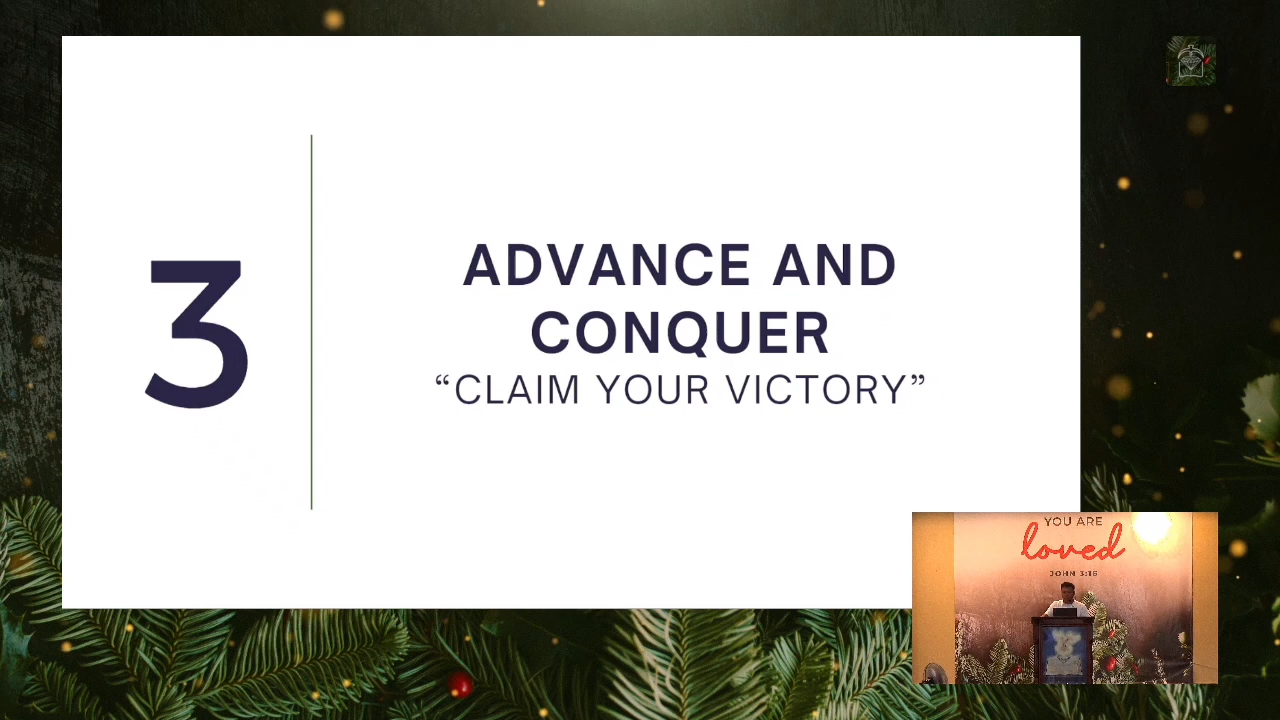 3
ADVANCE AND
CONQUER
“CLAIM YOUR VICTORY”
YOU ARE
loved
JOHN 3:16